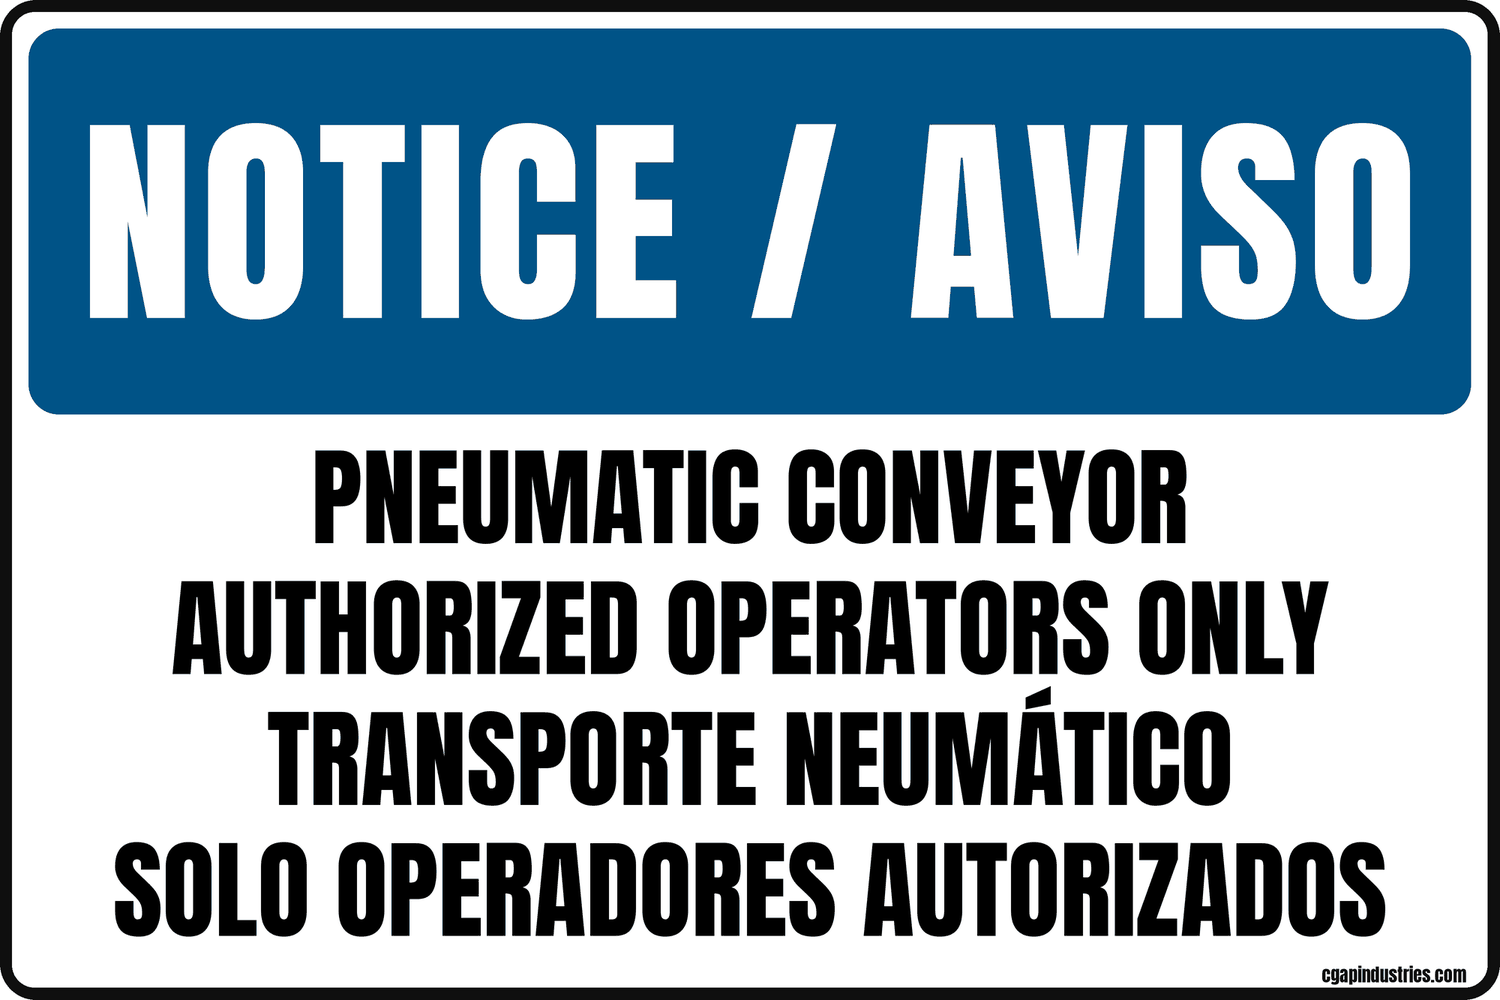 NOTICE / AVISO
PNEUMATIC CONVEYOR
AUTHORIZED OPERATORS ONLY
TRANSPORTE NEUMÁTICO
SOLO OPERADORES AUTORIZADOS
cgapindustries.com